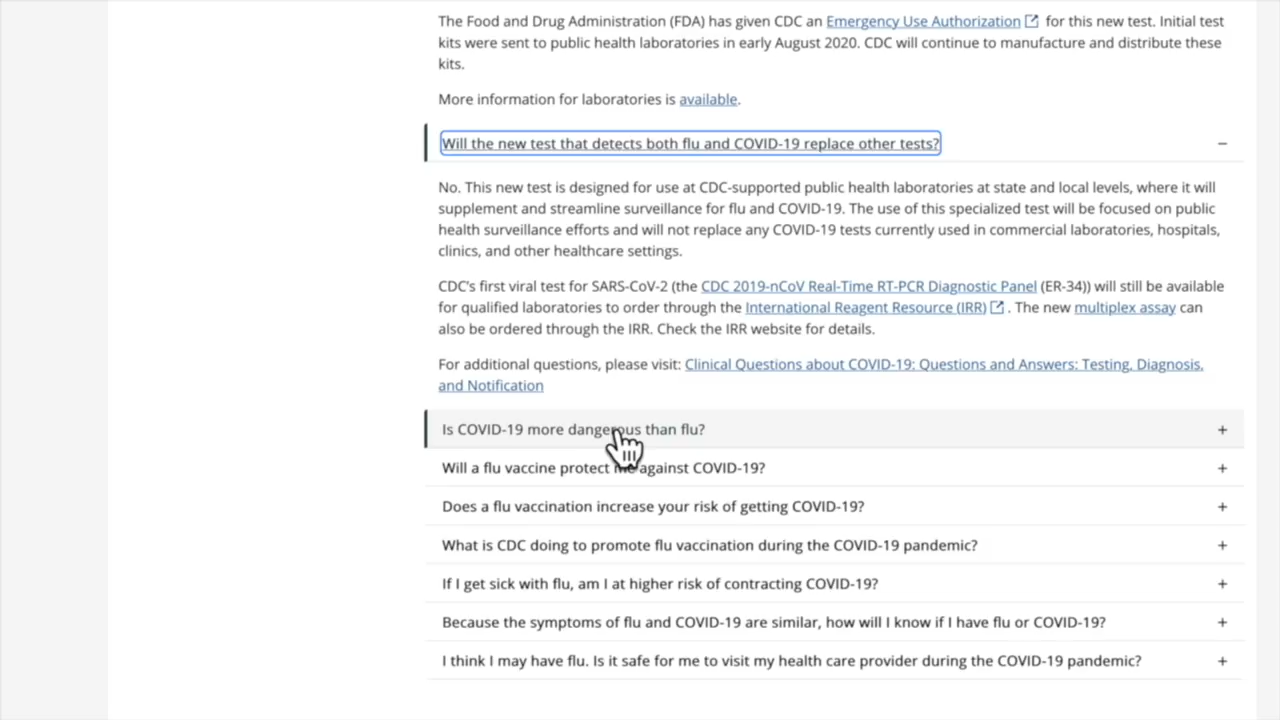 The Food and Drug Administration (FDA) has given CDC an Emergency Use Authorization for this new test. Initial test
kits were sent to public health laboratories in early August 2020. CDC will continue to manufacture and distribute these
kits.
More information for laboratories is available.
Will the new test that detects both flu and COVID-19 replace other tests? −
No. This new test is designed for use at CDC-supported public health laboratories at state and local levels, where it will
supplement and streamline surveillance for flu and COVID-19. The use of this specialized test will be focused on public
health surveillance efforts and will not replace any COVID-19 tests currently used in commercial laboratories, hospitals,
clinics, and other healthcare settings.
CDC's first viral test for SARS-CoV-2 (the CDC 2019-nCoV Real-Time RT-PCR Diagnostic Panel (ER-34)) will still be available
for qualified laboratories to order through the International Reagent Resource (IRR) . The new multiplex assay can
also be ordered through the IRR. Check the IRR website for details.
For additional questions, please visit: Clinical Questions about COVID-19: Questions and Answers: Testing, Diagnosis,
and Notification
Is COVID-19 more dangerous than flu? +
Will a flu vaccine protect me against COVID-19? +
Does a flu vaccination increase your risk of getting COVID-19? +
What is CDC doing to promote flu vaccination during the COVID-19 pandemic? +
If I get sick with flu, am I at higher risk of contracting COVID-19? +
Because the symptoms of flu and COVID-19 are similar, how will I know if I have flu or COVID-19? +
I think I may have flu. Is it safe for me to visit my health care provider during the COVID-19 pandemic? +